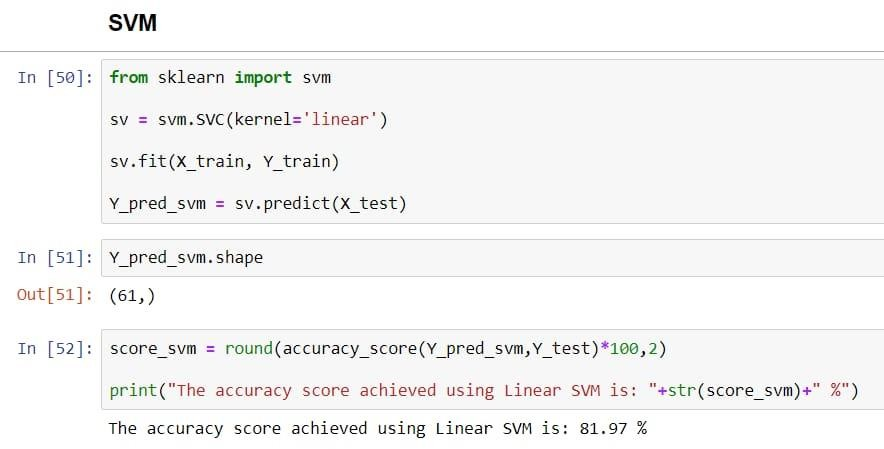 SVM
In [50]: from sklearn import svm
sv = svm.SVC(kernel='linear')
sv.fit(X_train, Y_train)
Y_pred_svm = sv.predict(X_test)
In [51]: Y_pred_svm.shape
Out[51]: (61,)
In [52]: score_svm = round(accuracy_score(Y_pred_svm,Y_test)*100,2)
print("The accuracy score achieved using Linear SVM is: "+str(score_svm)+" %")
The accuracy score achieved using Linear SVM is: 81.97 %